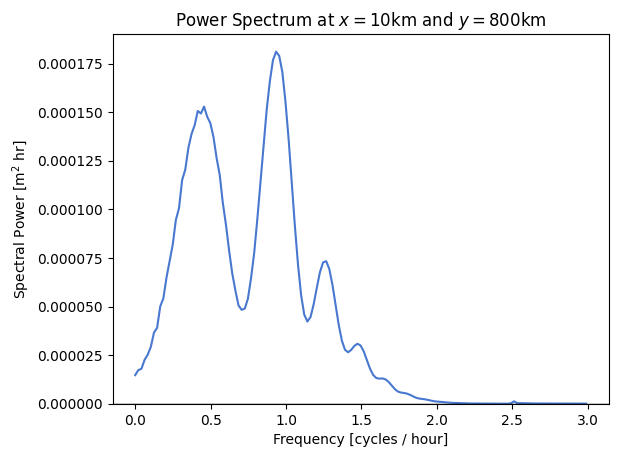 Power Spectrum at x = 10km and y = 800km
0.000175
0.000150
0.000125
0.000100
0.000075
0.000050
0.000025
0.000000
Spectral Power [m² hr]
0.0 0.5 1.0 1.5 2.0 2.5 3.0
Frequency [cycles / hour]